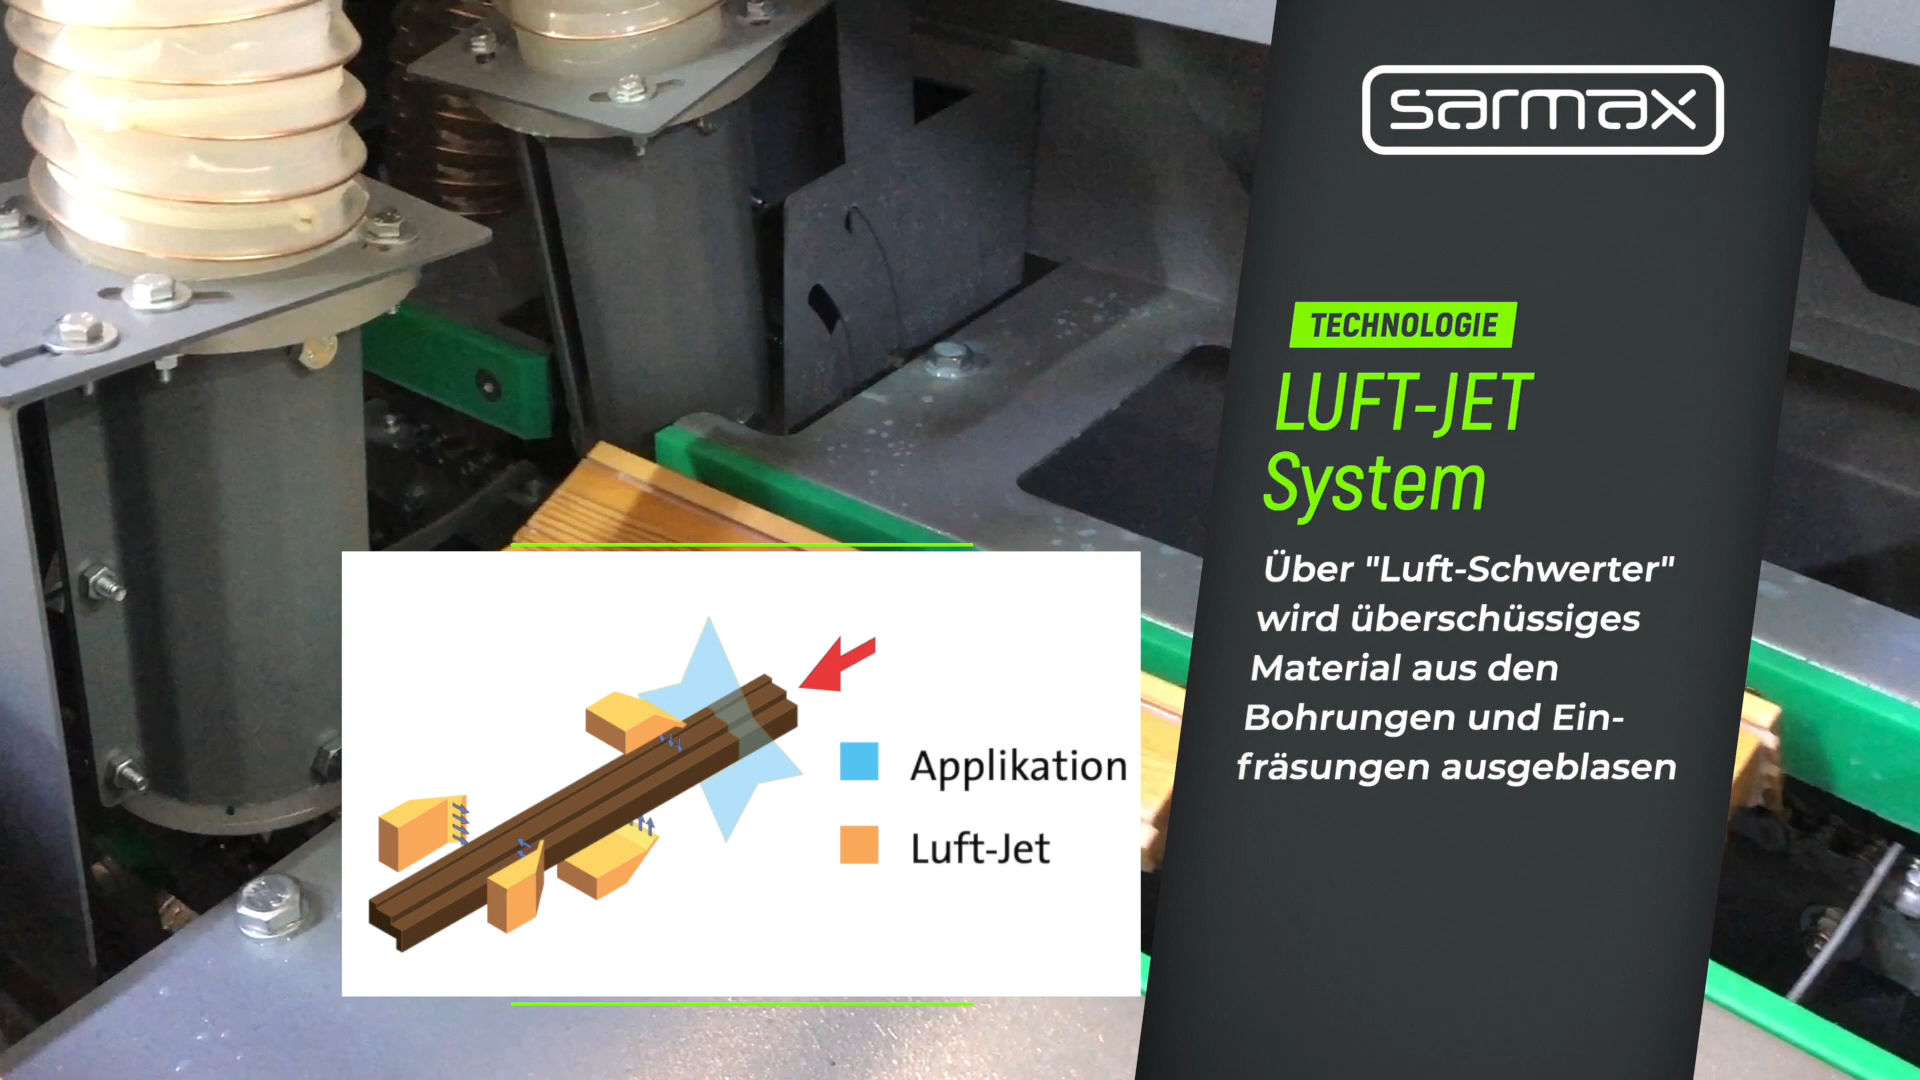 sarmax
TECHNOLOGIE
LUFT-JET
System
Über "Luft-Schwerter"
wird überschüssiges
Material aus den
Bohrungen und Ein-
fräsungen ausgeblasen
Applikation
Luft-Jet